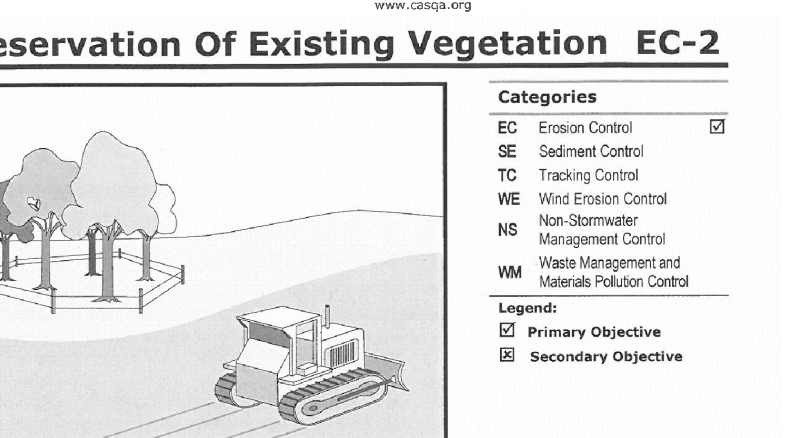 www.casqa.org
eservation Of Existing Vegetation EC-2
Categories
EC Erosion Control ☑
SE Sediment Control
TC Tracking Control
WE Wind Erosion Control
NS Non-Stormwater
Management Control
WM Waste Management and
Materials Pollution Control
Legend:
☑ Primary Objective
☒ Secondary Objective